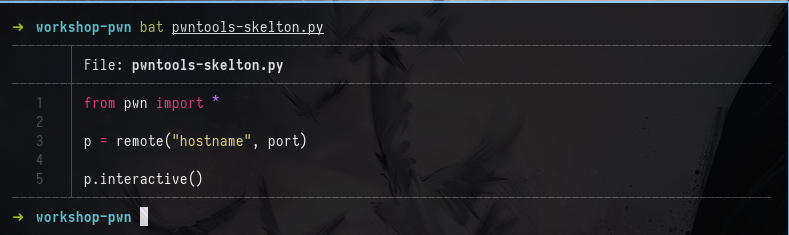 ➜ workshop-pwn bat pwntools-skelton.py
File: pwntools-skelton.py
1 from pwn import *
2
3 p = remote("hostname", port)
4
5 p.interactive()
➜ workshop-pwn